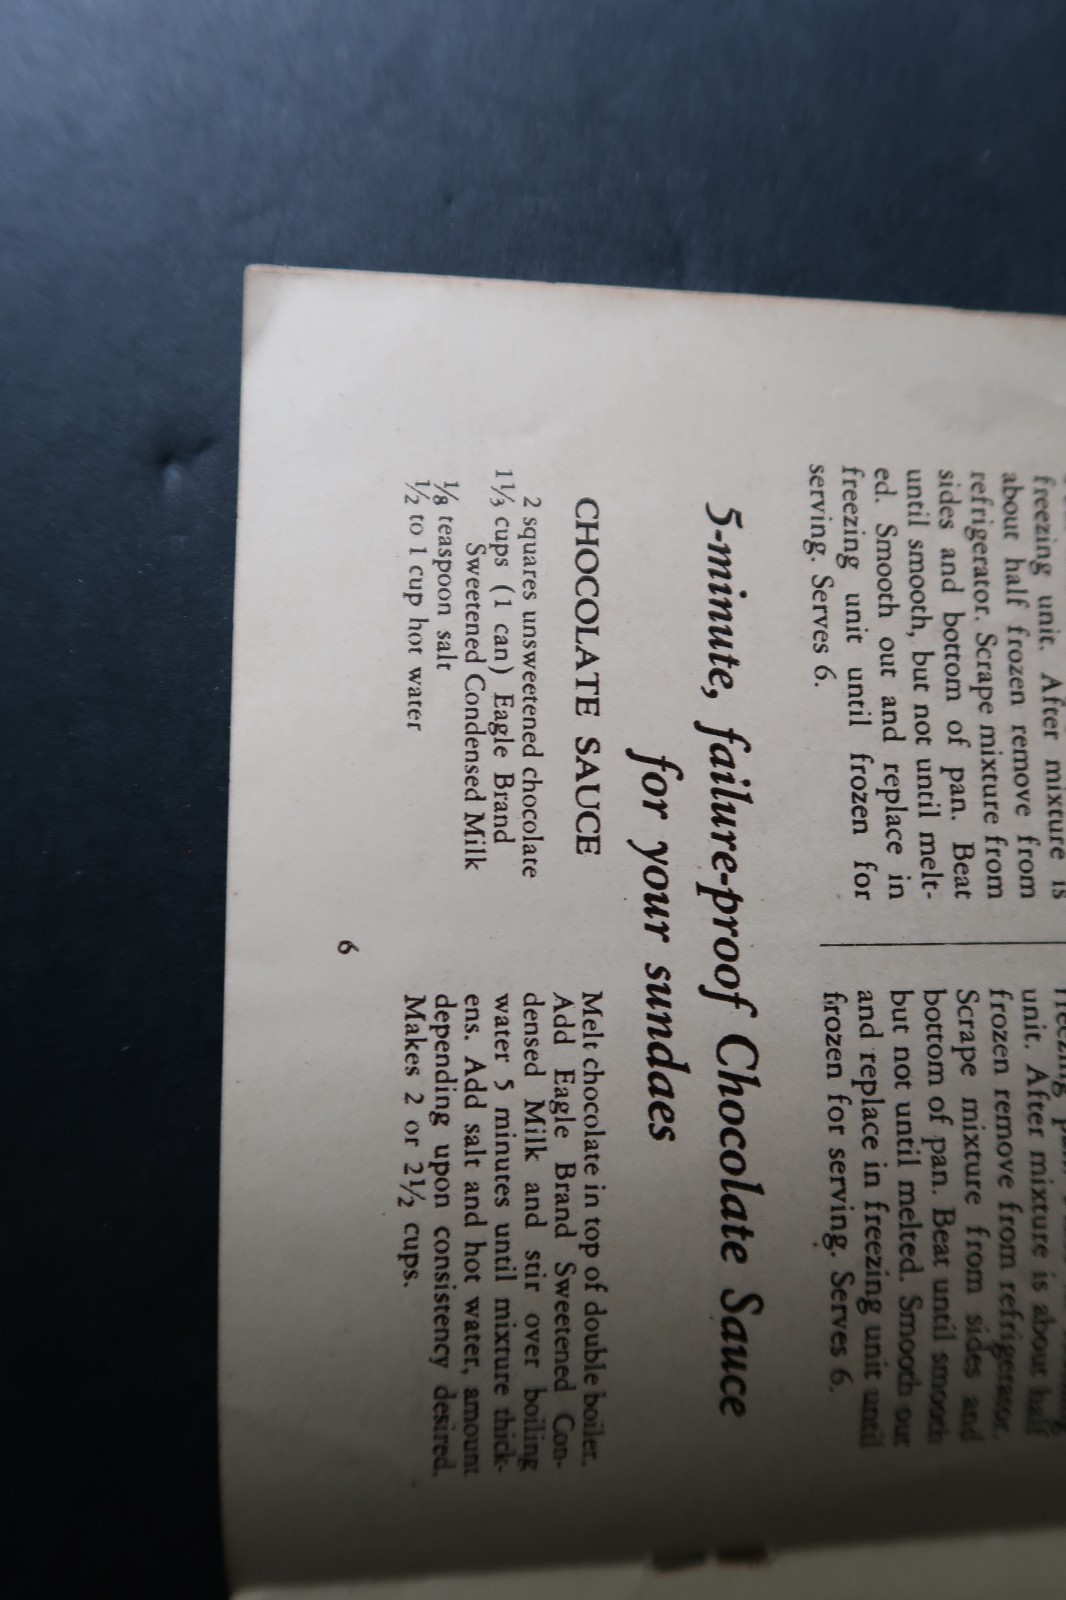 freezing unit. After mixture is
about half frozen remove from
refrigerator. Scrape mixture from
sides and bottom of pan. Beat
until smooth, but not until melt-
ed. Smooth out and replace in
freezing unit until frozen for
serving. Serves 6.
unit. After mixture is about half
frozen remove from refrigerator.
Scrape mixture from sides and
bottom of pan. Beat until smooth
but not until melted. Smooth out
and replace in freezing unit until
frozen for serving. Serves 6.
5-minute, failure-proof Chocolate Sauce
for your sundaes
CHOCOLATE SAUCE
2 squares unsweetened chocolate
1⅓ cups (1 can) Eagle Brand
Sweetened Condensed Milk
⅛ teaspoon salt
½ to 1 cup hot water
Melt chocolate in top of double boiler.
Add Eagle Brand Sweetened Con-
densed Milk and stir over boiling
water 5 minutes until mixture thick-
ens. Add salt and hot water, amount
depending upon consistency desired.
Makes 2 or 2½ cups.
6